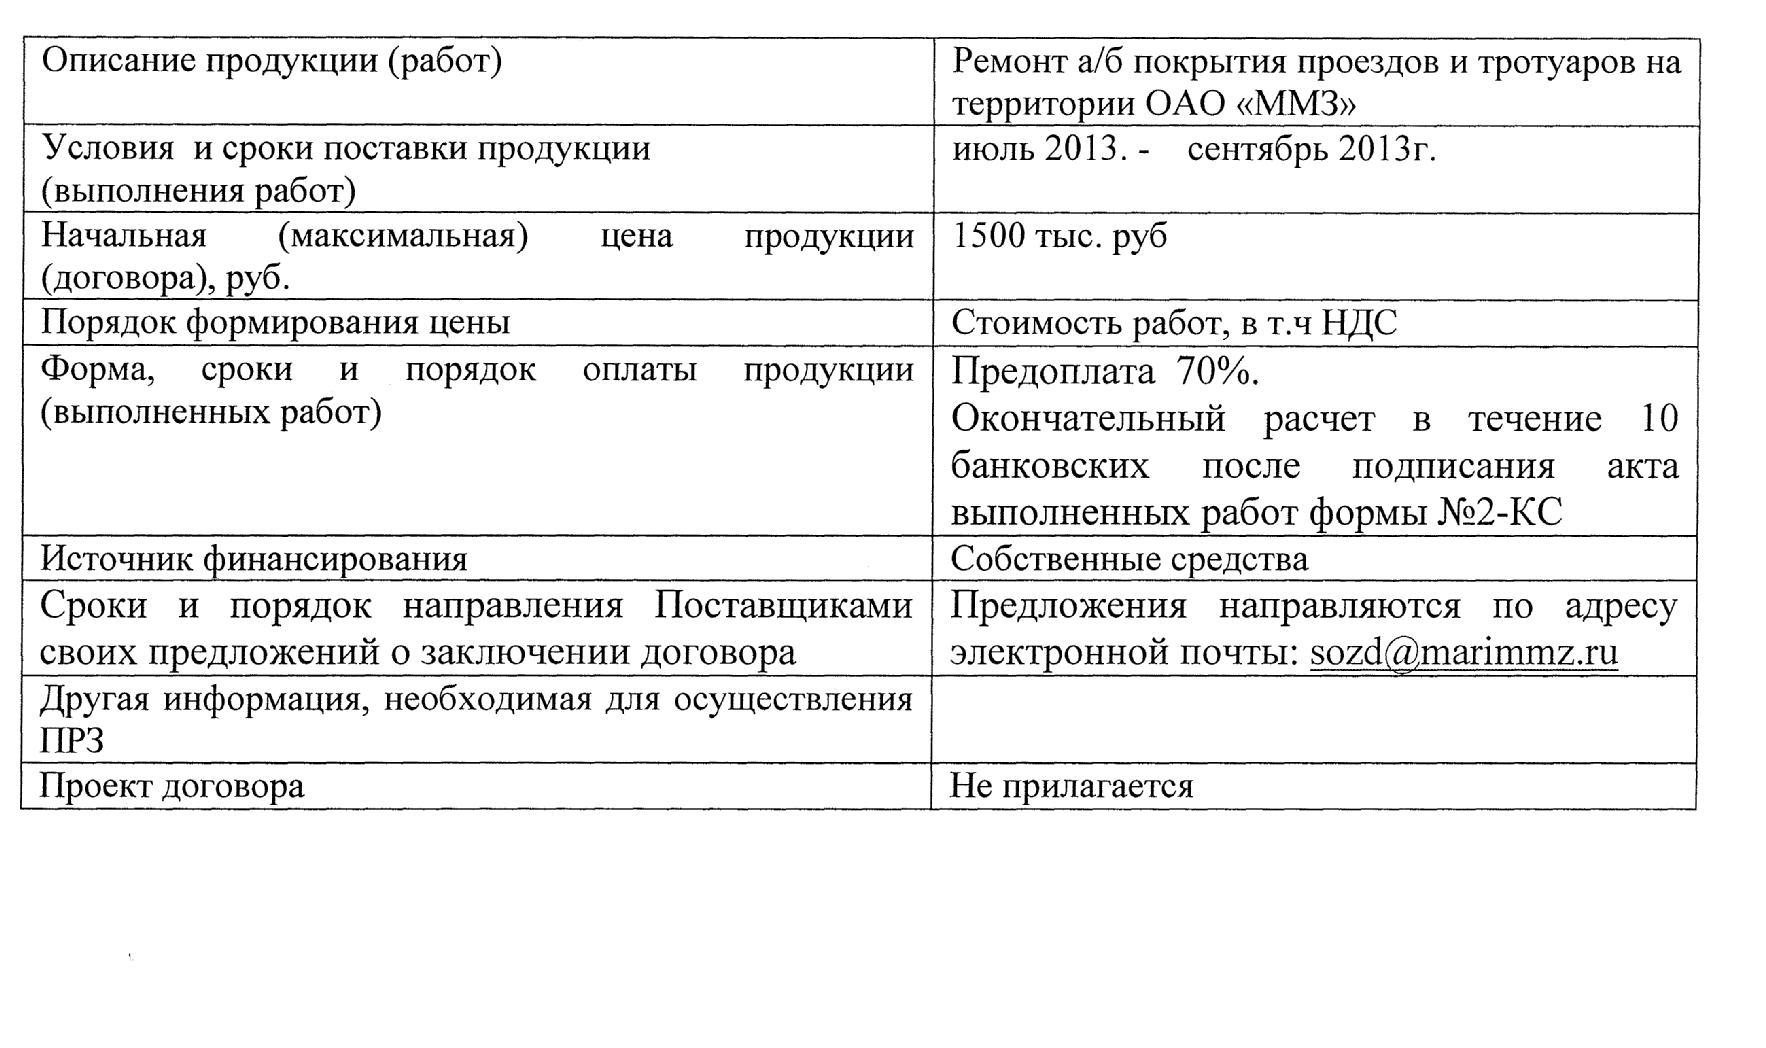 Описание продукции (работ)
Ремонт а/б покрытия проездов и тротуаров на
территории ОАО «ММЗ»
Условия и сроки поставки продукции
(выполнения работ)
июль 2013. - сентябрь 2013г.
Начальная (максимальная) цена продукции
(договора), руб.
1500 тыс. руб
Порядок формирования цены
Стоимость работ, в т.ч НДС
Форма, сроки и порядок оплаты продукции
(выполненных работ)
Предоплата 70%.
Окончательный расчет в течение 10
банковских после подписания акта
выполненных работ формы №2-КС
Источник финансирования
Собственные средства
Сроки и порядок направления Поставщиками
своих предложений о заключении договора
Предложения направляются по адресу
электронной почты: sozd@marimmz.ru
Другая информация, необходимая для осуществления
ПРЗ
Проект договора
Не прилагается